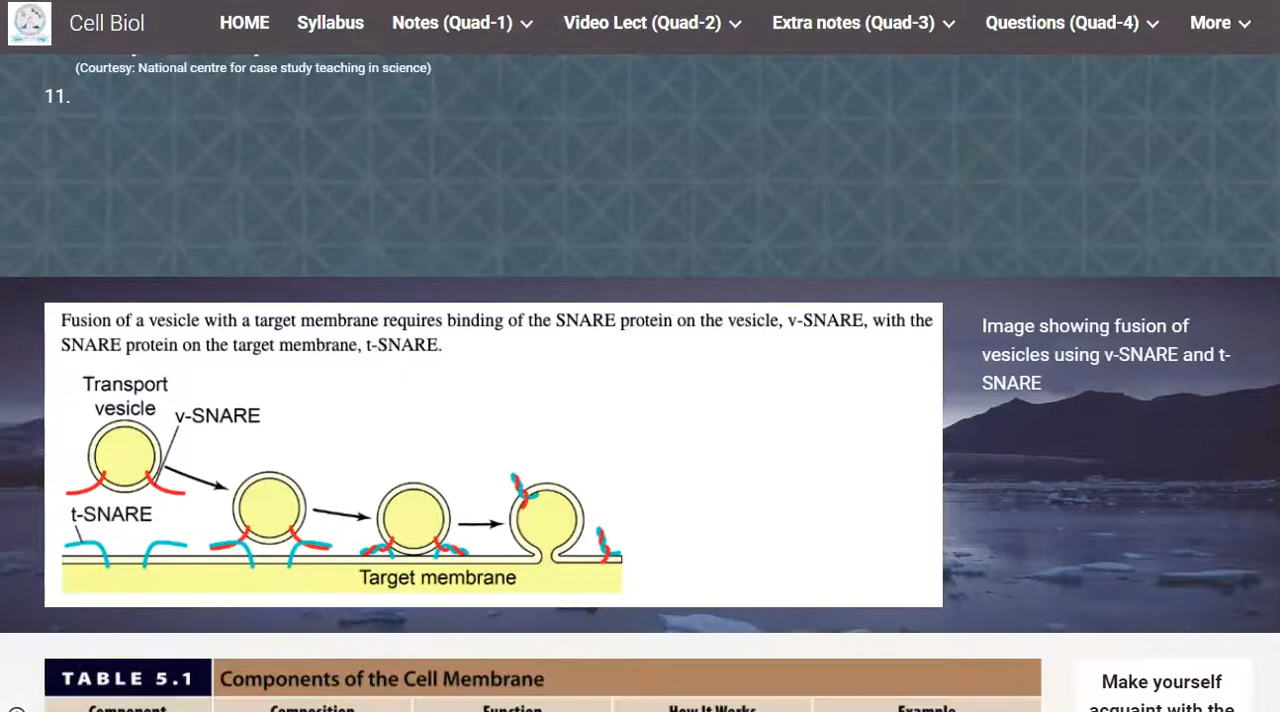 Cell Biol
HOME
Syllabus
Notes (Quad-1)
Video Lect (Quad-2)
Extra notes (Quad-3)
Questions (Quad-4)
More
(Courtesy: National centre for case study teaching in science)
11.
Fusion of a vesicle with a target membrane requires binding of the SNARE protein on the vesicle, v-SNARE, with the
SNARE protein on the target membrane, t-SNARE.
Transport
vesicle
v-SNARE
t-SNARE
Target membrane
Image showing fusion of
vesicles using v-SNARE and t-
SNARE
TABLE 5.1
Components of the Cell Membrane
Component
Composition
Function
How It Works
Example
Make yourself
acquaint with the